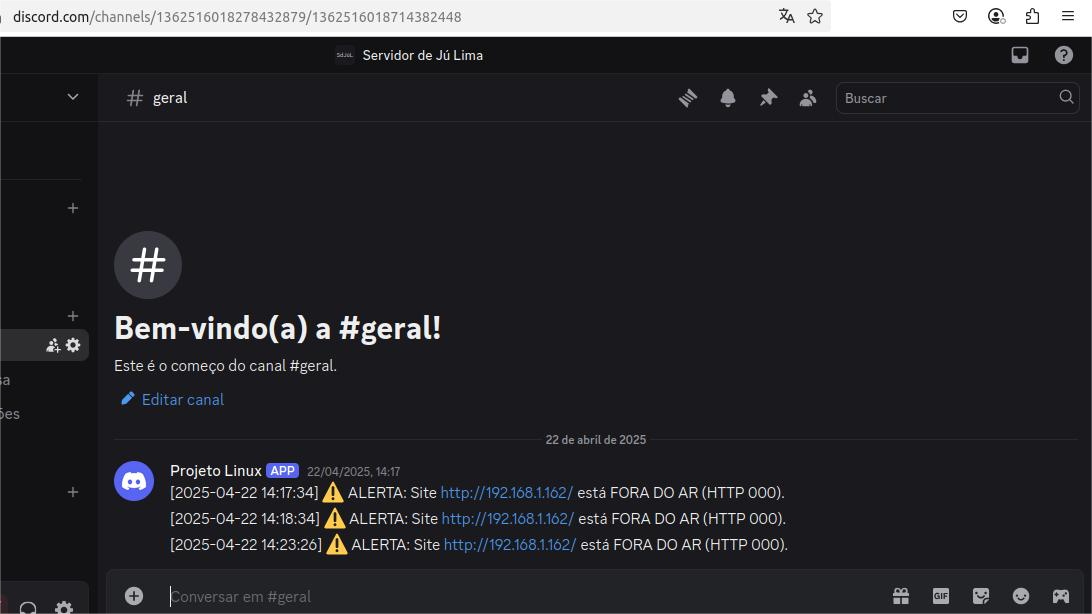 discord.com/channels/1362516018278432879/1362516018714382448
Servidor de Jú Lima
geral
Buscar
Bem-vindo(a) a #geral!
Este é o começo do canal #geral.
Editar canal
sa
ões
22 de abril de 2025
Projeto Linux APP 22/04/2025, 14:17
[2025-04-22 14:17:34] ⚠️ ALERTA: Site http://192.168.1.162/ está FORA DO AR (HTTP 000).
[2025-04-22 14:18:34] ⚠️ ALERTA: Site http://192.168.1.162/ está FORA DO AR (HTTP 000).
[2025-04-22 14:23:26] ⚠️ ALERTA: Site http://192.168.1.162/ está FORA DO AR (HTTP 000).
Conversar em #geral
GIF